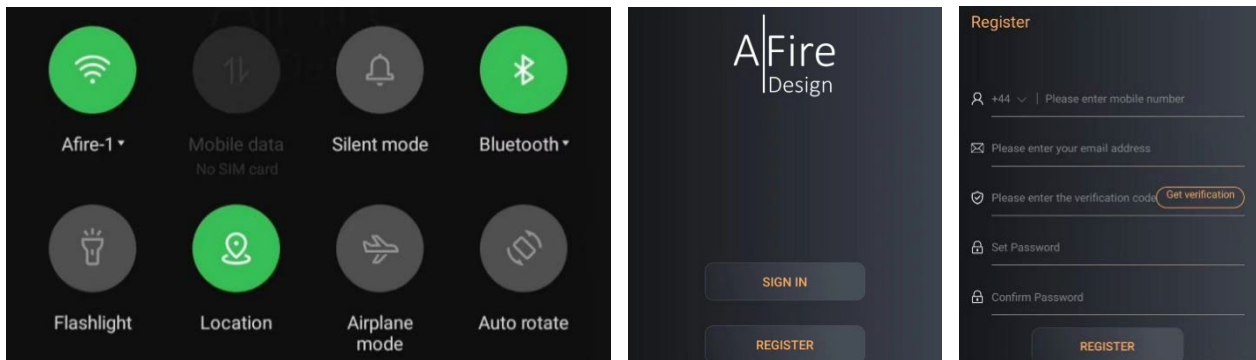 Afire-1
Mobile data
No SIM card
Silent mode
Bluetooth
Flashlight
Location
Airplane
mode
Auto rotate
A Fire
Design
SIGN IN
REGISTER
Register
+44 | Please enter mobile number
Please enter your email address
Please enter the verification code Get verification
Set Password
Confirm Password
REGISTER